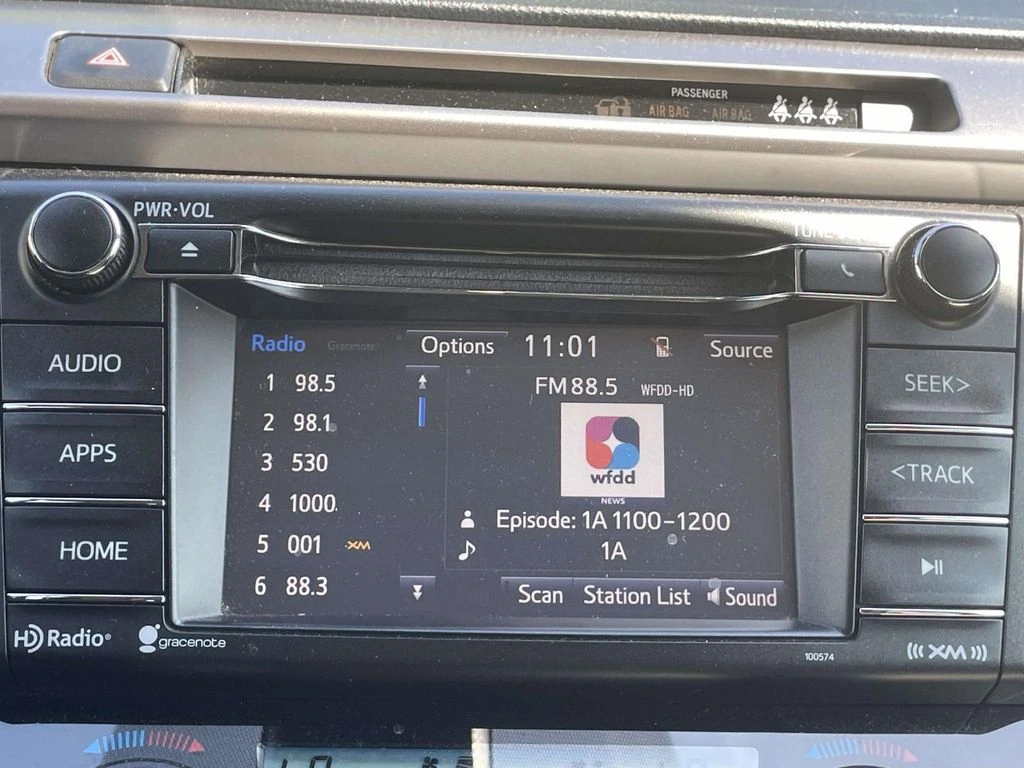 PASSENGER
AIR BAG AIR BAG
PWR·VOL
AUDIO
APPS
HOME
Radio Gracenote Options 11:01 Source
1 98.5
2 98.1
3 530
4 1000
5 001 XM
6 88.3
FM 88.5 WFDD-HD
wfdd
NEWS
Episode: 1A 1100-1200
1A
Scan Station List Sound
SEEK>
<TRACK
HD Radio®
gracenote
100574
((( XM )))